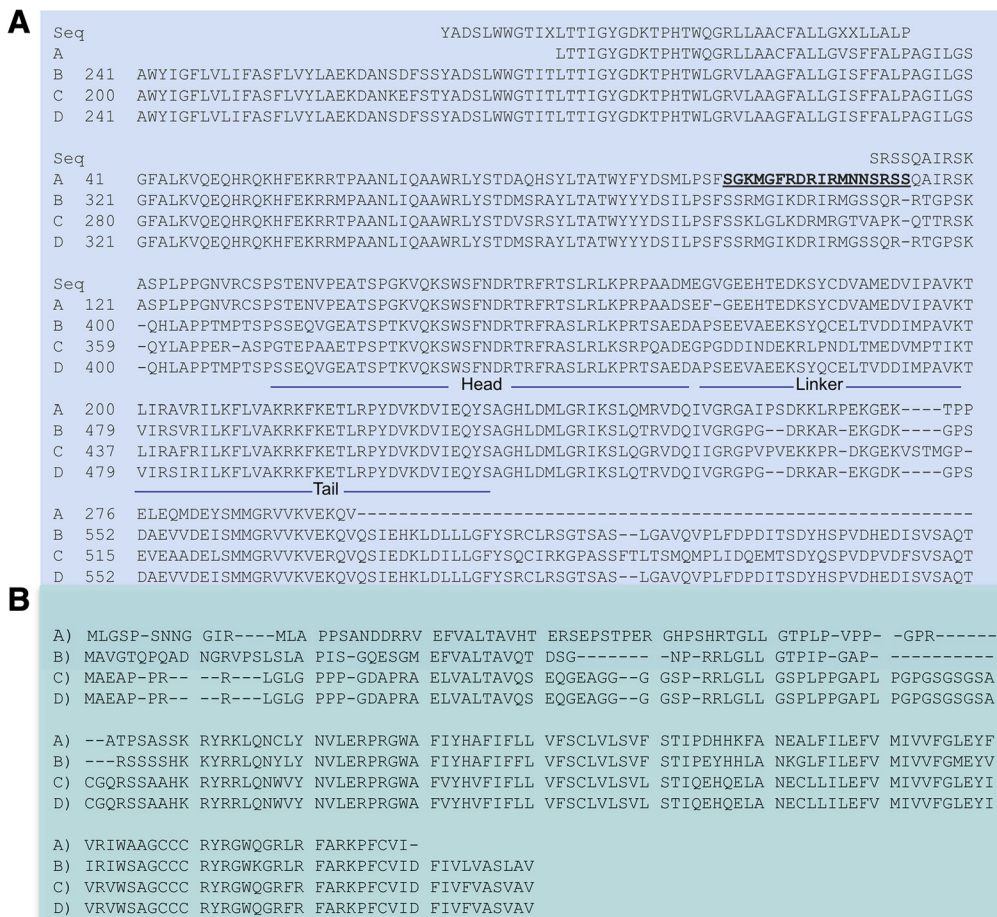 A
Seq YADSLWWGTIXLTTIGYGDKTPHTWQGRLLAACFALLGXXLLALP
A LTTIGYGDKTPHTWQGRLLAACFALLGVSFFALPAGILGS
B 241 AWYIGFLVLIFASFLVYLAEKDANSDFSSYADSLWWGTITLTTIGYGDKTPHTWLGRVLAAGFALLGISFFALPAGILGS
C 200 AWYIGFLVLIFASFLVYLAEKDANKEFSTYADSLWWGTITLTTIGYGDKTPHTWLGRLLAAGFALLGISFFALPAGILGS
D 241 AWYIGFLVLIFASFLVYLAEKDANSDFSSYADSLWWGTITLTTIGYGDKTPHTWLGRVLAAGFALLGISFFALPAGILGS
Seq SRSSQAIRSK
A 41 GFALKVQEQHRQKHFEKRRTPAANLIQAAWRLYSTDAQHSYLTATWYFYDSMLPSFSGKMGFRDRIRMNNSRSSQAIRSK
B 321 GFALKVQEQHRQKHFEKRRMPAANLIQAAWRLYSTDMSRAYLTATWYYYDSILPSFSSRMGIKDRIRMGSSQR-RTGPSK
C 280 GFALKVQEQHRQKHFEKRRMPAANLIQAAWRLYSTDVSRAYLTATWYYYDSILPSFSSKLGLKDRMRGTVAPK-QTTRSK
D 321 GFALKVQEQHRQKHFEKRRMPAANLIQAAWRLYSTDMSRAYLTATWYYYDSILPSFSSRMGIKDRIRMGSSQR-RTGPSK
Seq ASPLPPGNVRCSPSTENVPEATSPGKVQKSWSFNDRTRFRTSLRLKPRPAADMEGVGEEHTEDKSYCDVAMEDVIPAVKT
A 121 ASPLPPGNVRCSPSTENVPEATSPGKVQKSWSFNDRTRFRTSLRLKPRPAADSEF-GEEHTEDKSYCDVAMEDVIPAVKT
B 400 -QHLAPPTMPTSPSSEQVGEATSPTKVQKSWSFNDRTRFRASLRLKPRTSAEDAPSEEVAEEKSYQCELTVDDIMPAVKT
C 359 -QYLAPPER-ASPGTEPAAETPSPTKVQKSWSFNDRTRFRASLRLKSRPQADEGPGDDINDEKRLPNDLTMEDVMPTIKT
D 400 -QHLAPPTMPTSPSSEQVGEATSPTKVQKSWSFNDRTRFRASLRLKPRTSAEDAPSEEVAEEKSYQCELTVDDIMPAVKT
Head Linker
A 200 LIRAVRILKFLVAKRKFKETLRPYDVKDVIEQYSAGHLDMLGRIKSLQMRVDQIVGRGAIPSDKKLRPEKGEK----TPP
B 479 VIRSVRILKFLVAKRKFKETLRPYDVKDVIEQYSAGHLDMLGRIKSLQTRVDQIVGRGPG--DRKAR-EKGDK----GPS
C 437 LIRAFRILKFLVAKRKFKETLRPYDVKDVIEQYSAGHLDMLGRIKSLQTRVDQIIGRGPVPVEKKPRDKGEKVSTMGP-
D 479 VIRSIRILKFLVAKRKFKETLRPYDVKDVIEQYSAGHLDMLGRIKSLQTRVDQIVGRGPG--DRKAR-EKGDK----GPS
Tail
A 276 ELEQMDEYSMMGRVVKVEKQV--------------------------------------------------------
B 552 DAEVVDEISMMGRVVKVEKQVQSIEHKLDLLLGFYSRCLRSGTSAS--LGAVQVPLFDPDITSDYHSPVDHEDISVSAQT
C 515 EVEAADELSMMGRVVKVERQVQSIEDKLDLLLGFYSQCIRKGPASSFTLTSMQMPLIDQEMTSDYQSPVDPVDFSVSAQT
D 552 DAEVVDEISMMGRVVKVEKQVQSIEHKLDLLLGFYSRCLRSGTSAS--LGAVQVPLFDPDITSDYHSPVDHEDISVSAQT
B
A) MLGSP-SNNG GIR----MLA PPSANDDRRV EFVALTAVHT ERSEPSTPER GHPSHRTGLL GTPLP-VPP- -GPR------
B) MAVGTQPQAD NGRVPSLSLA PIS-GQESGM EFVALTAVQT DSG------- --NP-RRLGLL GTPIP-GAP- ----------
C) MAEAP-PR-- -R---LGLG PPP-GDAPRA ELVALTAVQS EQGEAGG--G GSP-RRLGLL GSPLPPGAPL PGPGSGSGSA
D) MAEAP-PR-- -R---LGLG PPP-GDAPRA ELVALTAVQS EQGEAGG--G GSP-RRLGLL GSPLPPGAPL PGPGSGSGSA
A) --ATPSASSK RYRKLQNCLY NVLERPRGWA FIYHAFIFLL VFSCLVLSVF STIPDHHKFA NEALFILEFV MIVVFGLEYF
B) ---RSSSSHK KYRRLQNYLY NVLERPRGWA FIYHAFIFFL VFSCLVLSVF STIPEYHHLA NKGLFILEFV MIVVFGMEYV
C) CGQRSSAAHK RYRRLQNWVY NVLERPRGWA FVYHVFIFLL VFSCLVLSVL STIQEHQELA NECLLILEFV MIVVFGLEYI
D) CGQRSSAAHK RYRRLQNWVY NVLERPRGWA FVYHVFIFLL VFSCLVLSVL STIQEHQELA NECLLILEFV MIVVFGLEYI
A) VRIWAAGCCC RYRGWQGRLR FARKPFCVI-
B) IRIWSAGCCC RYRGWKGRLR FARKPFCVID FIVLVASLAV
C) VRVWSAGCCC RYRGWQGRFR FARKPFCVID FIVFVASVAV
D) VRVWSAGCCC RYRGWQGRFR FARKPFCVID FIVFVASVAV